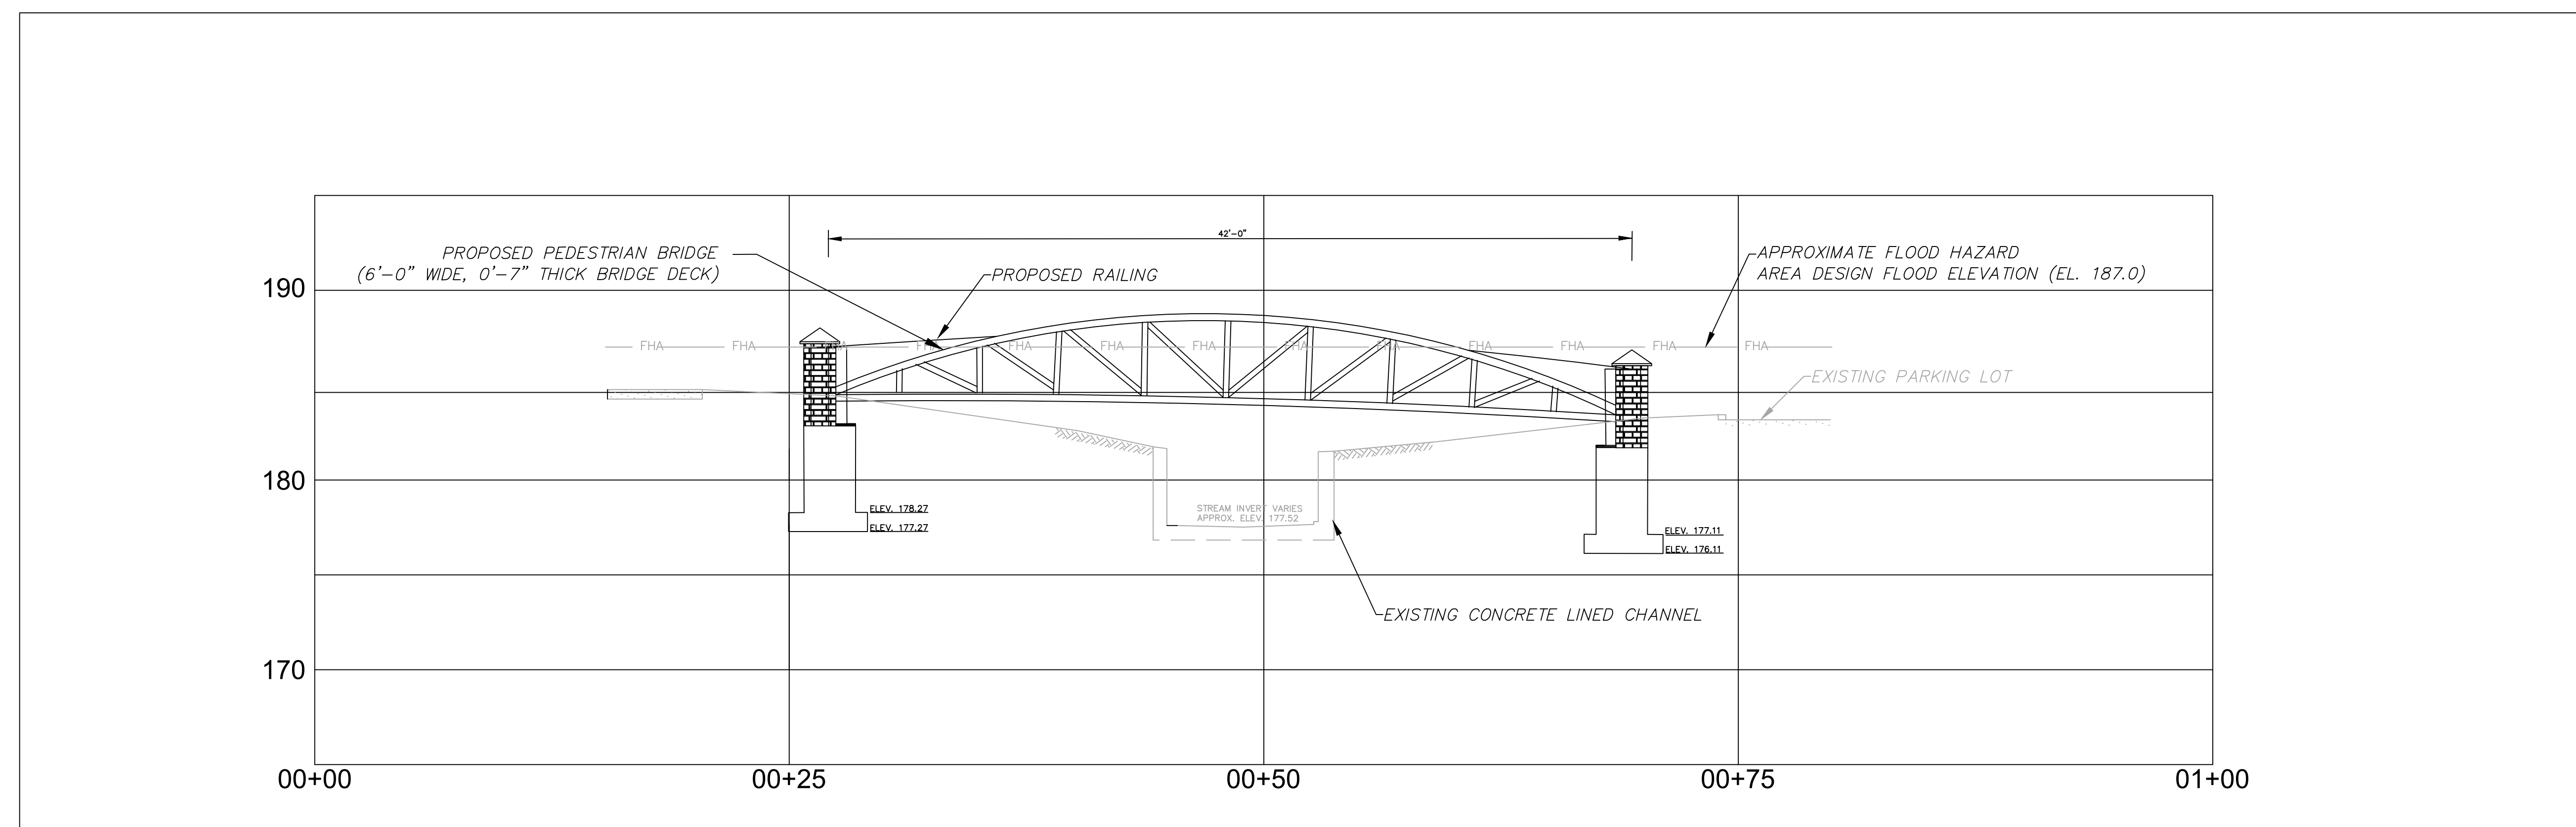 42'-0"
PROPOSED PEDESTRIAN BRIDGE
(6'-0" WIDE, 0'-7" THICK BRIDGE DECK)
PROPOSED RAILING
APPROXIMATE FLOOD HAZARD
AREA DESIGN FLOOD ELEVATION (EL. 187.0)
190
FHA FHA FHA FHA FHA FHA FHA FHA FHA FHA FHA FHA FHA
EXISTING PARKING LOT
180
ELEV. 178.27
ELEV. 177.27
STREAM INVERT VARIES
APPROX. ELEV. 177.52
ELEV. 177.11
ELEV. 176.11
EXISTING CONCRETE LINED CHANNEL
170
00+00 00+25 00+50 00+75 01+00